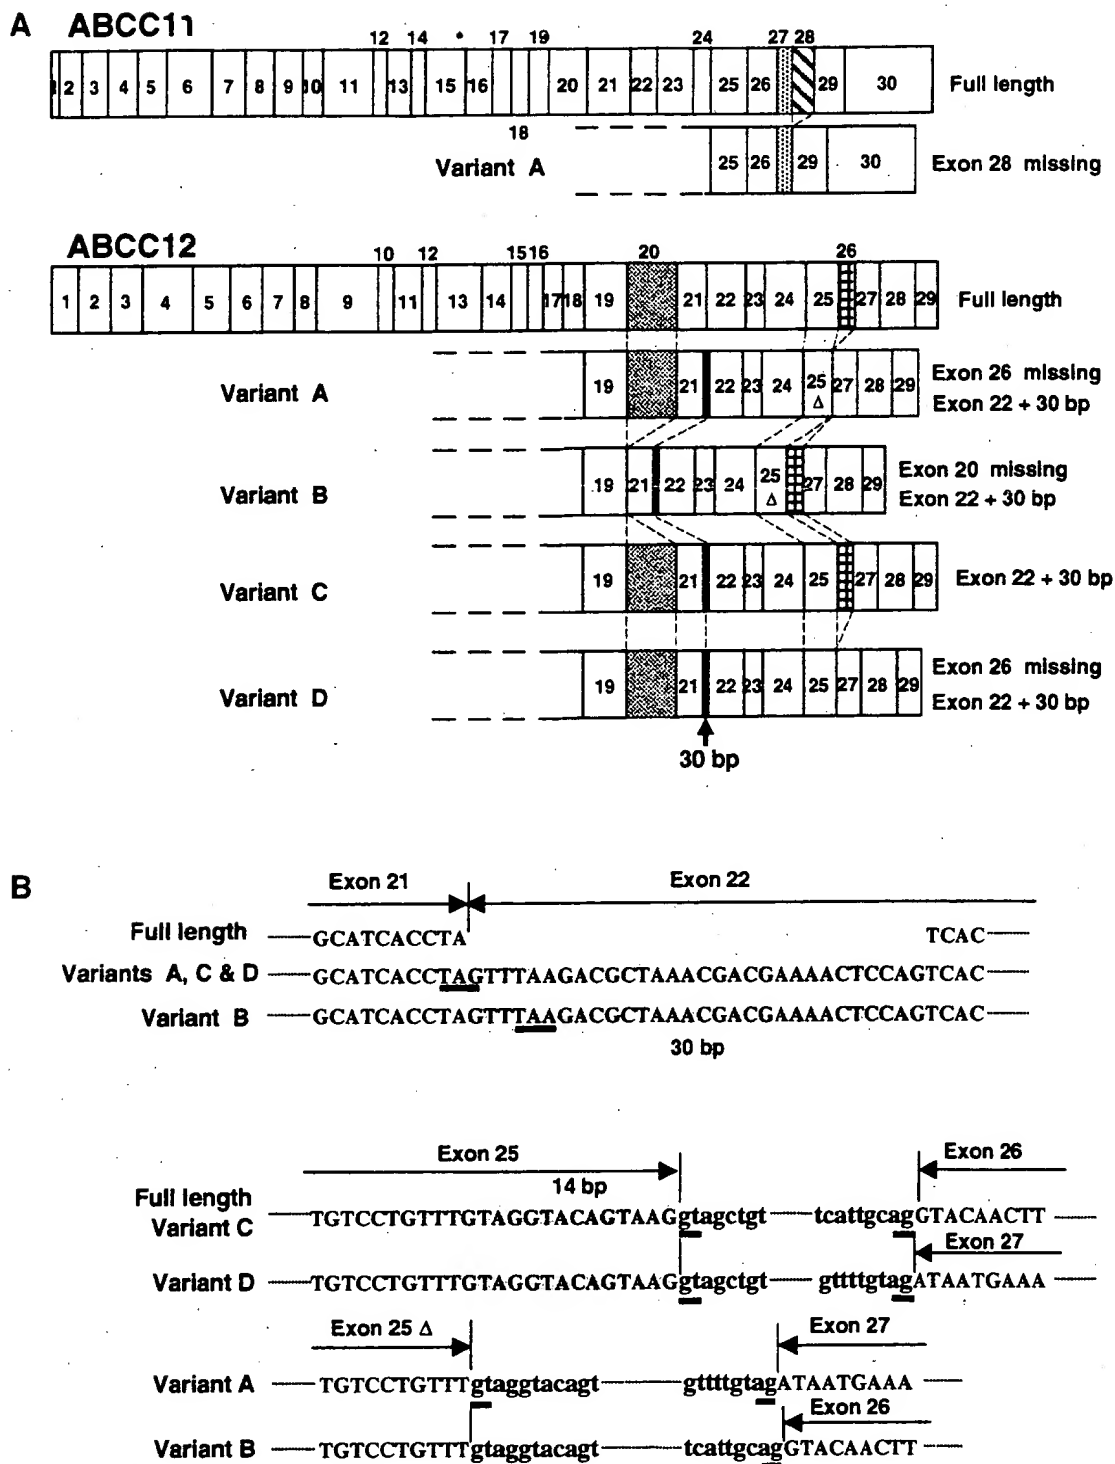 A ABCC11
12 14 17 19 24 27 28
2 3 4 5 6 7 8 9 10 11 13 15 16 20 21 22 23 25 26 29 30 Full length
18
Variant A 25 26 29 30 Exon 28 missing
ABCC12
10 12 15 16 20 26
1 2 3 4 5 6 7 8 9 11 13 14 17 18 19 21 22 23 24 25 27 28 29 Full length
Variant A 19 21 22 23 24 25 Δ 27 28 29 Exon 26 missing
Exon 22 + 30 bp
Variant B 19 21 22 23 24 25 Δ 27 28 29 Exon 20 missing
Exon 22 + 30 bp
Variant C 19 21 22 23 24 25 27 28 29 Exon 22 + 30 bp
Variant D 19 21 22 23 24 25 27 28 29 Exon 26 missing
Exon 22 + 30 bp
30 bp
B
Exon 21 Exon 22
Full length GCATCACCTA TCAC
Variants A, C & D GCATCACCTAGTTTAAGACGCTAAACGACGAAAACTCCAGTCAC
Variant B GCATCACCTAGTTTAAGACGCTAAACGACGAAAACTCCAGTCAC
30 bp
Exon 25 Exon 26
14 bp
Full length
Variant C TGTCCTGTTTGTAGGTACAGTAAGgtagctgt tcattgcagGTACAACTT
Exon 27
Variant D TGTCCTGTTTGTAGGTACAGTAAGgtagctgt gttttgtagATAATGAAA
Exon 25 Δ Exon 27
Variant A TGTCCTGTTTgtaggtacagt gttttgtagATAATGAAA
Exon 26
Variant B TGTCCTGTTTgtaggtacagt tcattgcagGTACAACTT